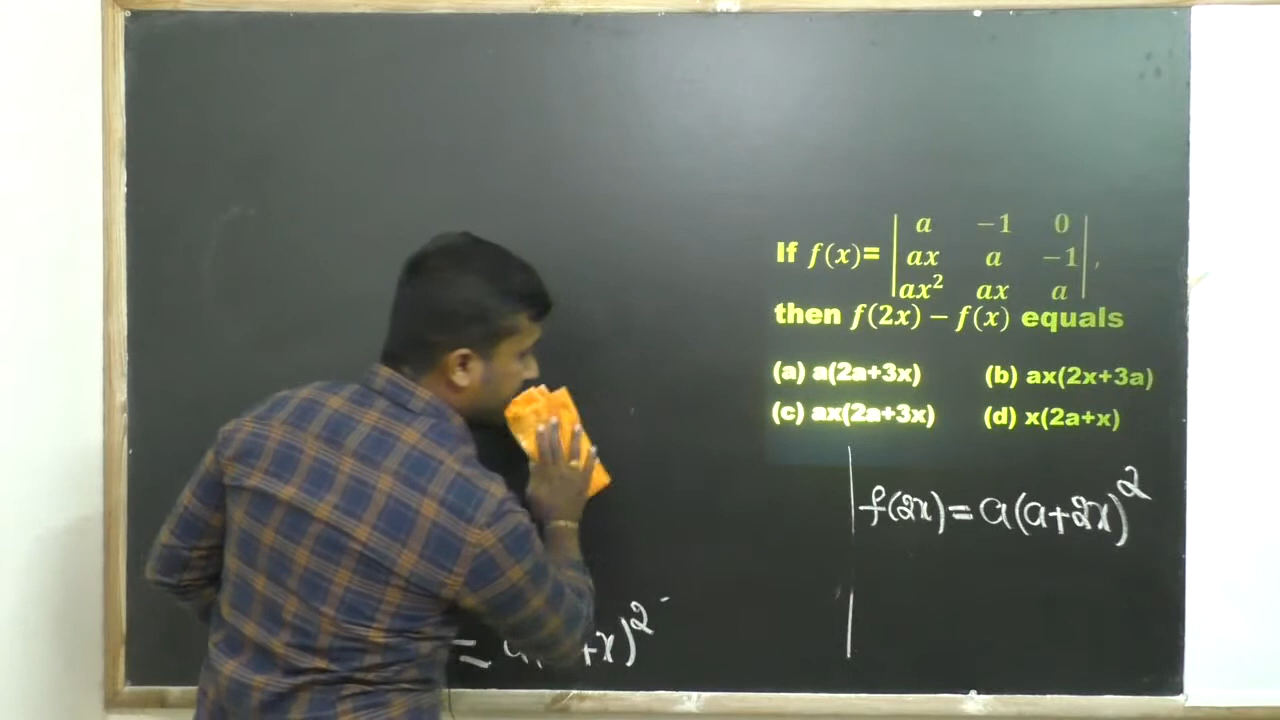 If f(x)= | a −1 0 |
| ax a −1 | ,
| ax² ax a |
then f(2x) − f(x) equals
(a) a(2a+3x) (b) ax(2x+3a)
(c) ax(2a+3x) (d) x(2a+x)
f(2x) = a(a+2x)²
= +x)²